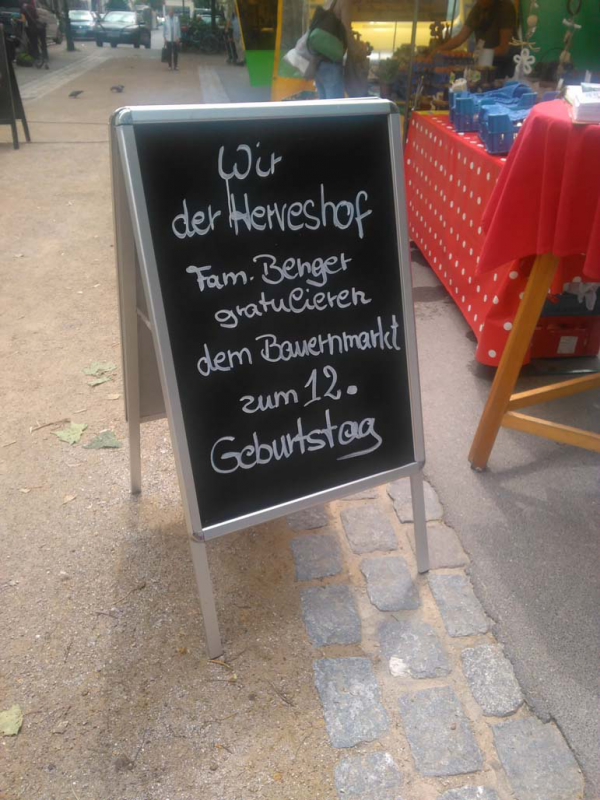 Wir
der Herveshof
Fam. Benger
gratulieren
dem Bauernmarkt
zum 12.
Geburtstag